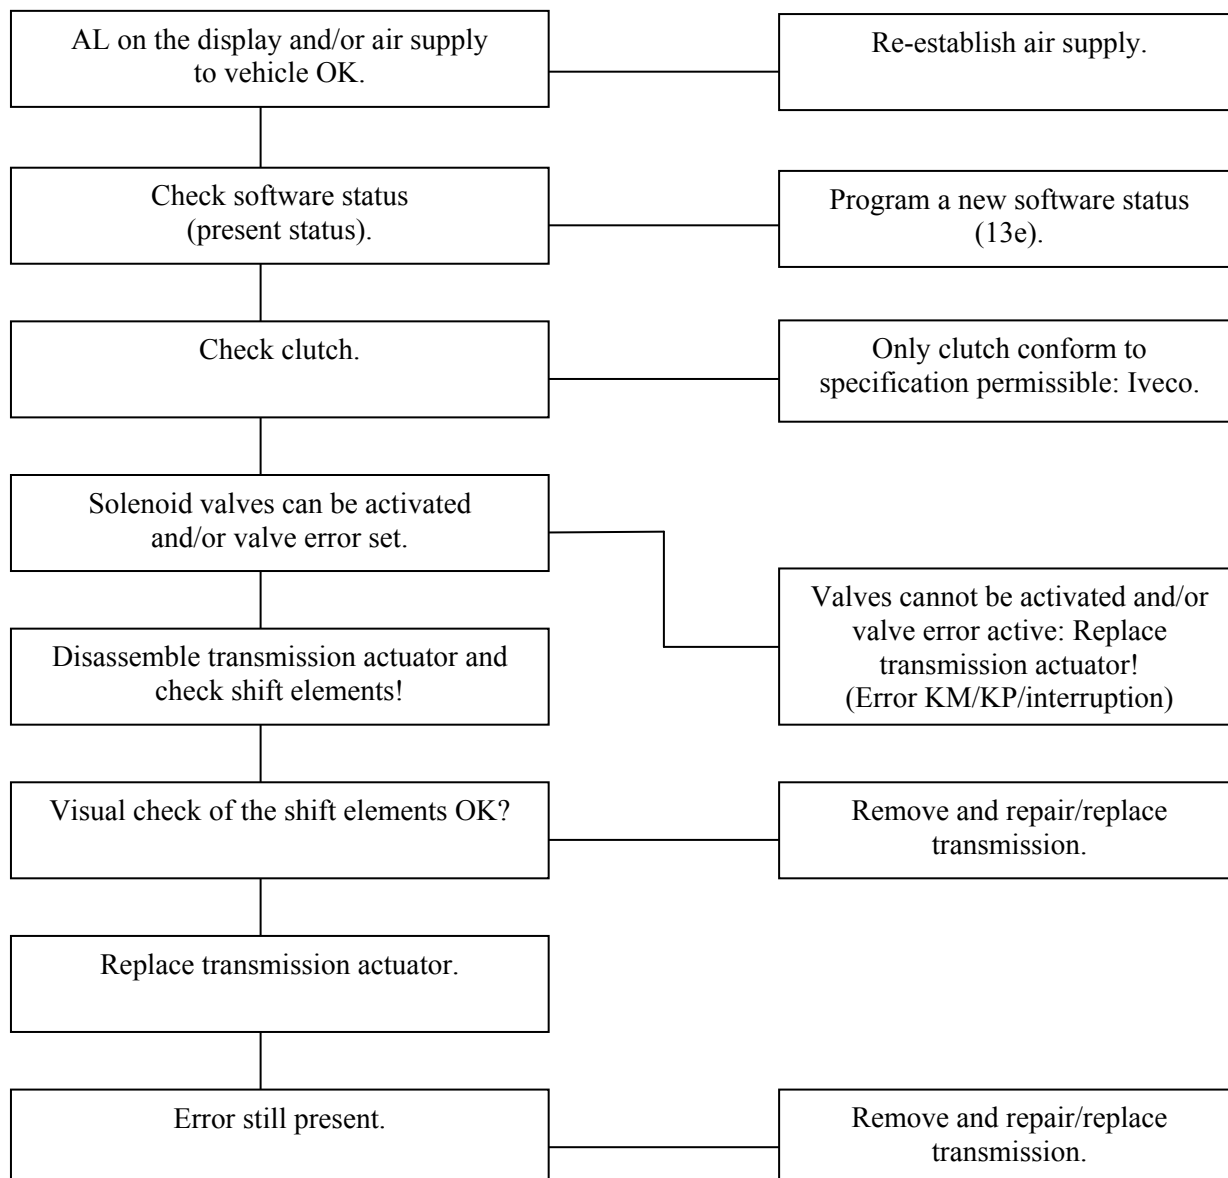 AL on the display and/or air supply
to vehicle OK.
Re-establish air supply.
Check software status
(present status).
Program a new software status
(13e).
Check clutch.
Only clutch conform to
specification permissible: Iveco.
Solenoid valves can be activated
and/or valve error set.
Valves cannot be activated and/or
valve error active: Replace
transmission actuator!
(Error KM/KP/interruption)
Disassemble transmission actuator and
check shift elements!
Visual check of the shift elements OK?
Remove and repair/replace
transmission.
Replace transmission actuator.
Error still present.
Remove and repair/replace
transmission.